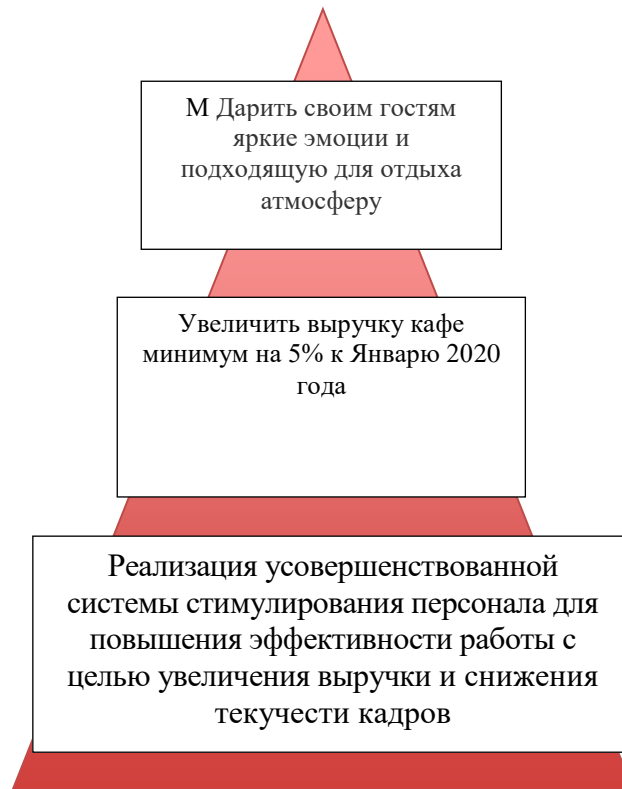 М Дарить своим гостям
яркие эмоции и
подходящую для отдыха
атмосферу
Увеличить выручку кафе
минимум на 5% к Январю 2020
года
Реализация усовершенствованной
системы стимулирования персонала для
повышения эффективности работы с
целью увеличения выручки и снижения
текучести кадров